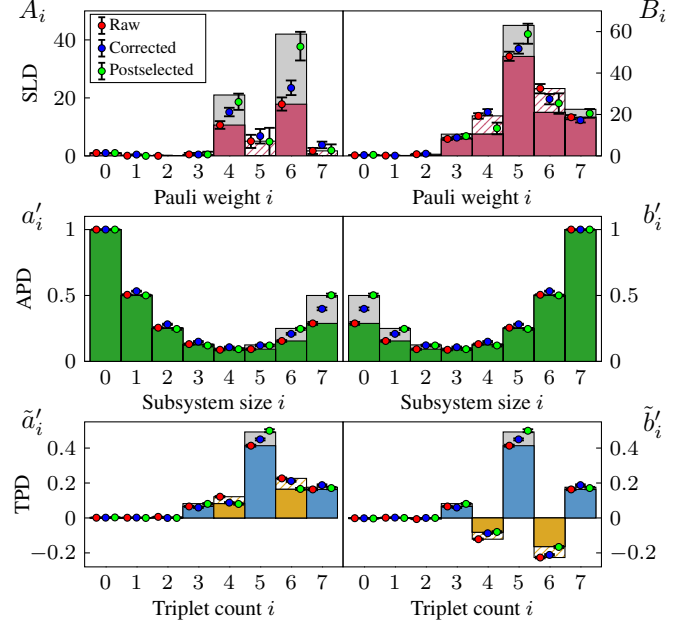 A_i B_i
40
20
0
SLD
Raw
Corrected
Postselected
60
40
20
0
0 1 2 3 4 5 6 7 0 1 2 3 4 5 6 7
Pauli weight i Pauli weight i
a′_i b′_i
1
0.5
0
APD
1
0.5
0
0 1 2 3 4 5 6 7 0 1 2 3 4 5 6 7
Subsystem size i Subsystem size i
ã′_i b̃′_i
0.4
0.2
0
−0.2
TPD
0.4
0.2
0
−0.2
0 1 2 3 4 5 6 7 0 1 2 3 4 5 6 7
Triplet count i Triplet count i